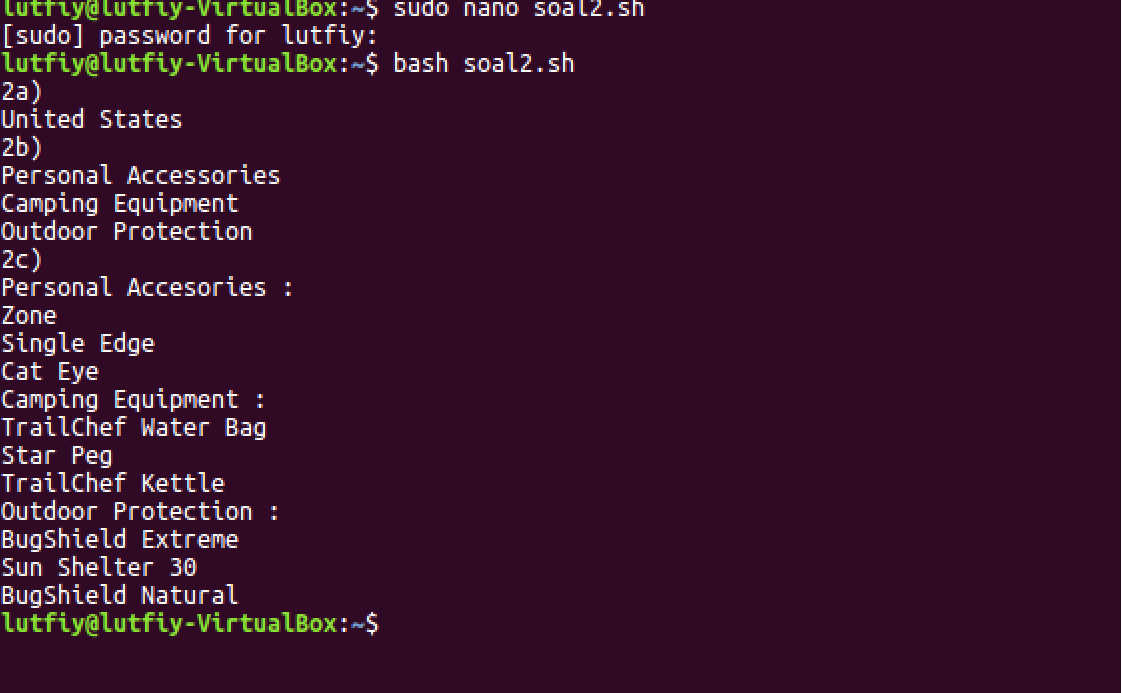 lutfiy@lutfiy-VirtualBox:~$ sudo nano soal2.sh
[sudo] password for lutfiy:
lutfiy@lutfiy-VirtualBox:~$ bash soal2.sh
2a)
United States
2b)
Personal Accessories
Camping Equipment
Outdoor Protection
2c)
Personal Accesories :
Zone
Single Edge
Cat Eye
Camping Equipment :
TrailChef Water Bag
Star Peg
TrailChef Kettle
Outdoor Protection :
BugShield Extreme
Sun Shelter 30
BugShield Natural
lutfiy@lutfiy-VirtualBox:~$